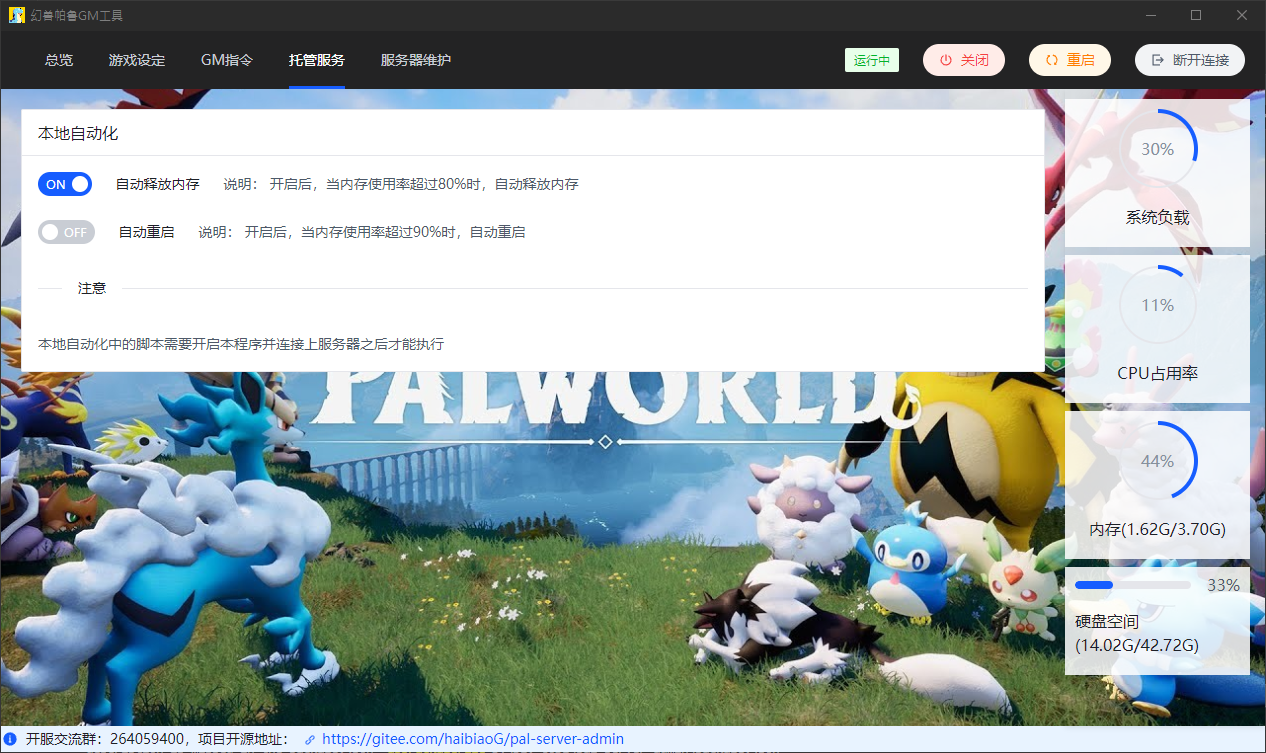 幻兽帕鲁GM工具
总览 游戏设定 GM指令 托管服务 服务器维护 运行中 关闭 重启 断开连接
本地自动化
ON 自动释放内存 说明： 开启后，当内存使用率超过80%时，自动释放内存
OFF 自动重启 说明： 开启后，当内存使用率超过90%时，自动重启
注意
本地自动化中的脚本需要开启本程序并连接上服务器之后才能执行
PALWORLD
30%
系统负载
11%
CPU占用率
44%
内存(1.62G/3.70G)
33%
硬盘空间
(14.02G/42.72G)
开服交流群：264059400，项目开源地址： https://gitee.com/haibiaoG/pal-server-admin